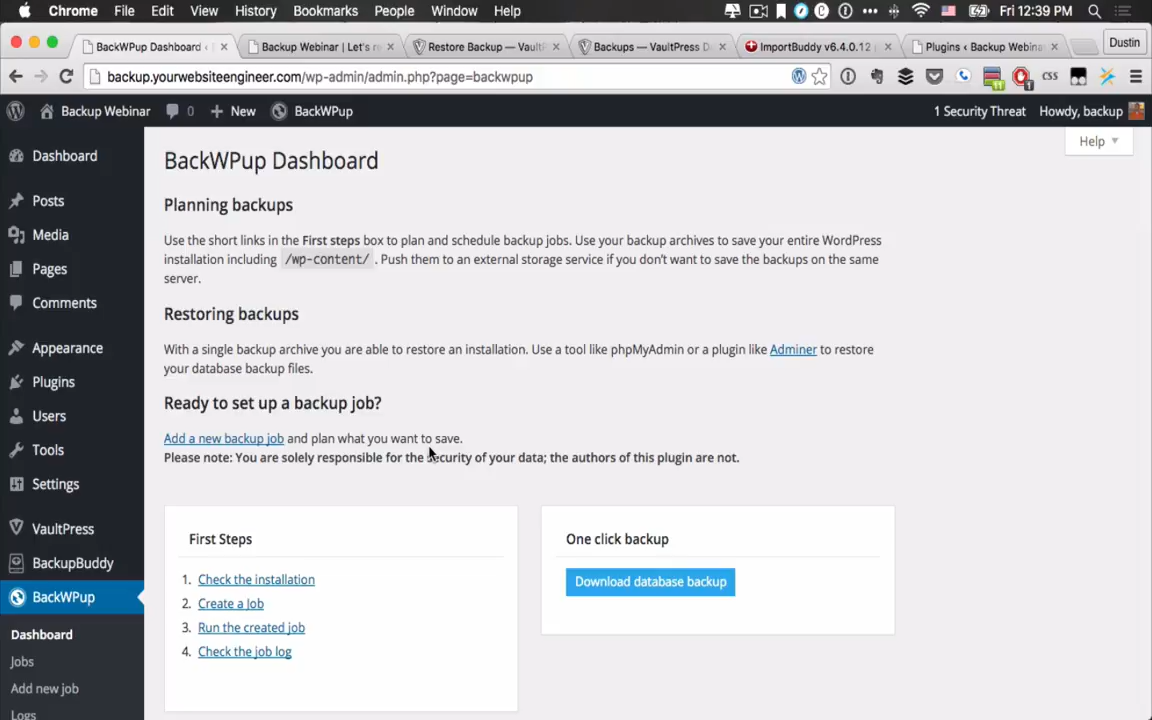 Chrome File Edit View History Bookmarks People Window Help Fri 12:39 PM
BackWPup Dashboard ‹ Backup Webinar | Let's r Restore Backup — VaultP Backups — VaultPress D ImportBuddy v6.4.0.12 Plugins ‹ Backup Webina Dustin
backup.yourwebsiteengineer.com/wp-admin/admin.php?page=backwpup CSS
Backup Webinar 0 + New BackWPup 1 Security Threat Howdy, backup
Help
Dashboard
Posts
Media
Pages
Comments
Appearance
Plugins
Users
Tools
Settings
VaultPress
BackupBuddy
BackWPup
Dashboard
Jobs
Add new job
Logs
BackWPup Dashboard
Planning backups
Use the short links in the First steps box to plan and schedule backup jobs. Use your backup archives to save your entire WordPress
installation including /wp-content/ . Push them to an external storage service if you don't want to save the backups on the same
server.
Restoring backups
With a single backup archive you are able to restore an installation. Use a tool like phpMyAdmin or a plugin like Adminer to restore
your database backup files.
Ready to set up a backup job?
Add a new backup job and plan what you want to save.
Please note: You are solely responsible for the security of your data; the authors of this plugin are not.
First Steps
1. Check the installation
2. Create a Job
3. Run the created job
4. Check the job log
One click backup
Download database backup